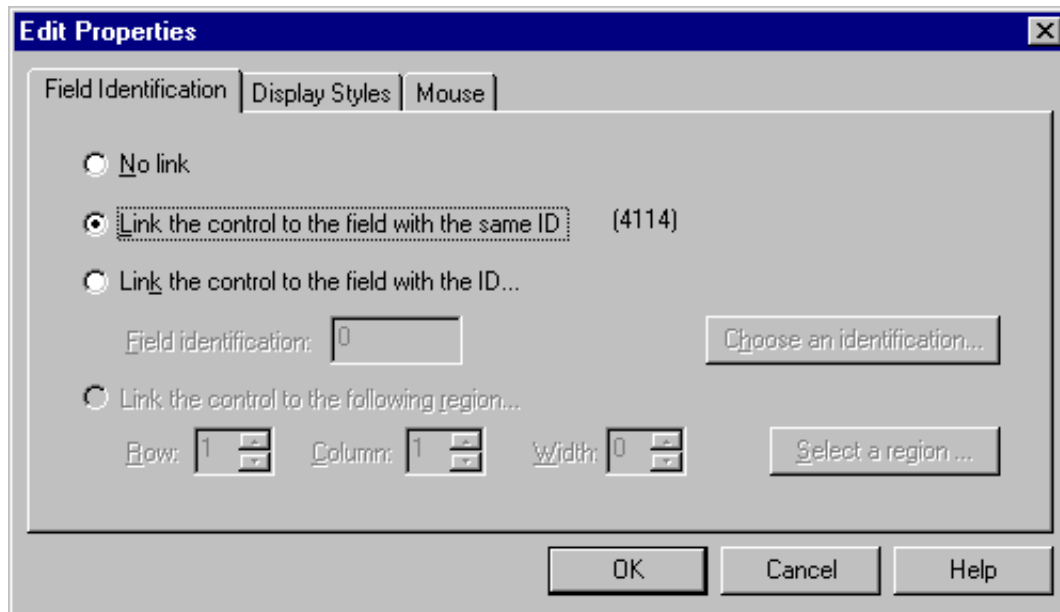 Edit Properties
Field Identification Display Styles Mouse
No link
Link the control to the field with the same ID (4114)
Link the control to the field with the ID...
Field identification: 0 Choose an identification...
Link the control to the following region...
Row: 1 Column: 1 Width: 0 Select a region ...
OK Cancel Help